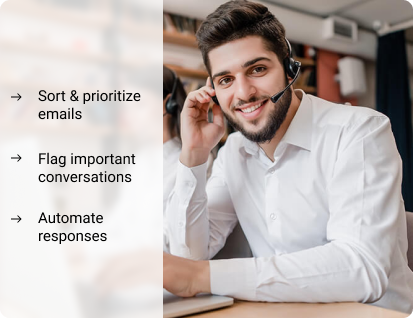 → Sort & prioritize
emails
→ Flag important
conversations
→ Automate
responses